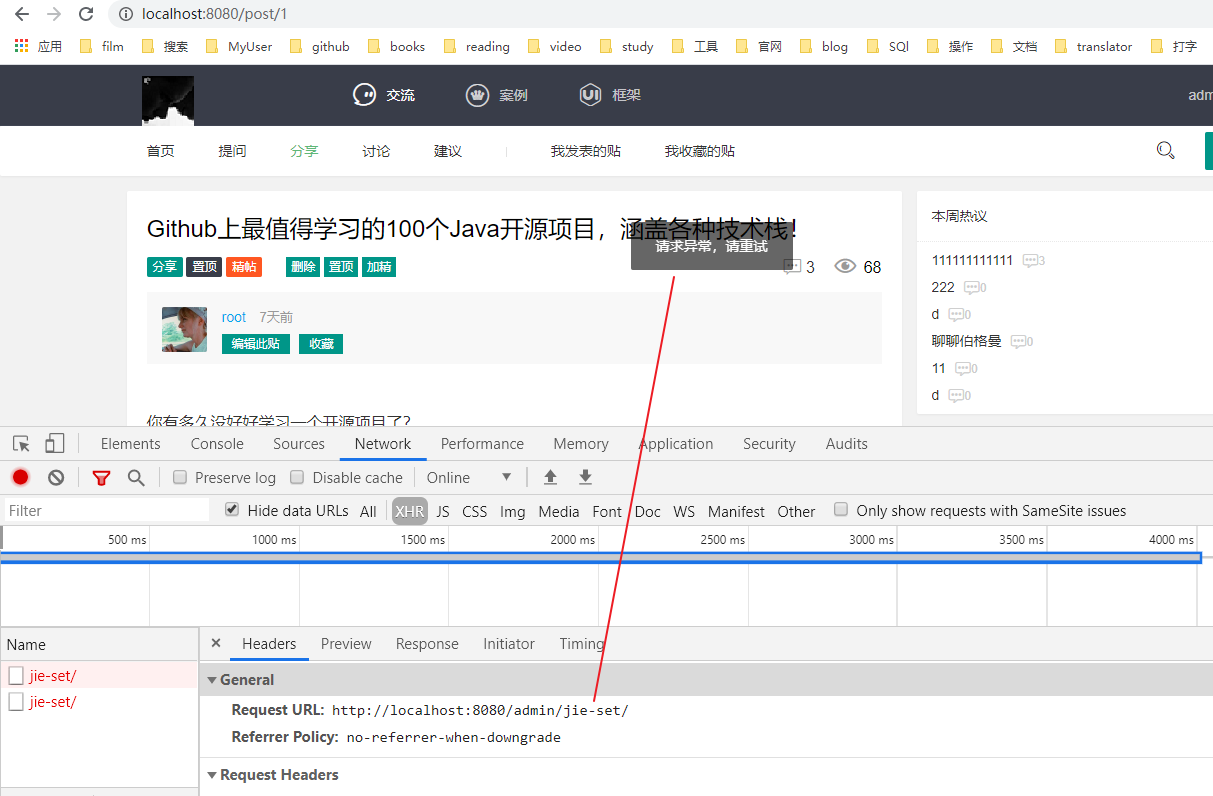 localhost:8080/post/1
应用 film 搜索 MyUser github books reading video study 工具 官网 blog SQl 操作 文档 translator 打字
交流 案例 框架 adm
首页 提问 分享 讨论 建议 我发表的贴 我收藏的贴
Github上最值得学习的100个Java开源项目，涵盖各种技术栈！
请求异常，请重试
分享 置顶 精帖 删除 置顶 加精 3 68
root 7天前
编辑此贴 收藏
你有多久没好好学习一个开源项目了？
本周热议
111111111111 3
222 0
d 0
聊聊伯格曼 0
11 0
d 0
Elements Console Sources Network Performance Memory Application Security Audits
Preserve log Disable cache Online
Filter Hide data URLs All XHR JS CSS Img Media Font Doc WS Manifest Other Only show requests with SameSite issues
500 ms 1000 ms 1500 ms 2000 ms 2500 ms 3000 ms 3500 ms 4000 ms
Name
jie-set/
jie-set/
× Headers Preview Response Initiator Timing
General
Request URL: http://localhost:8080/admin/jie-set/
Referrer Policy: no-referrer-when-downgrade
Request Headers